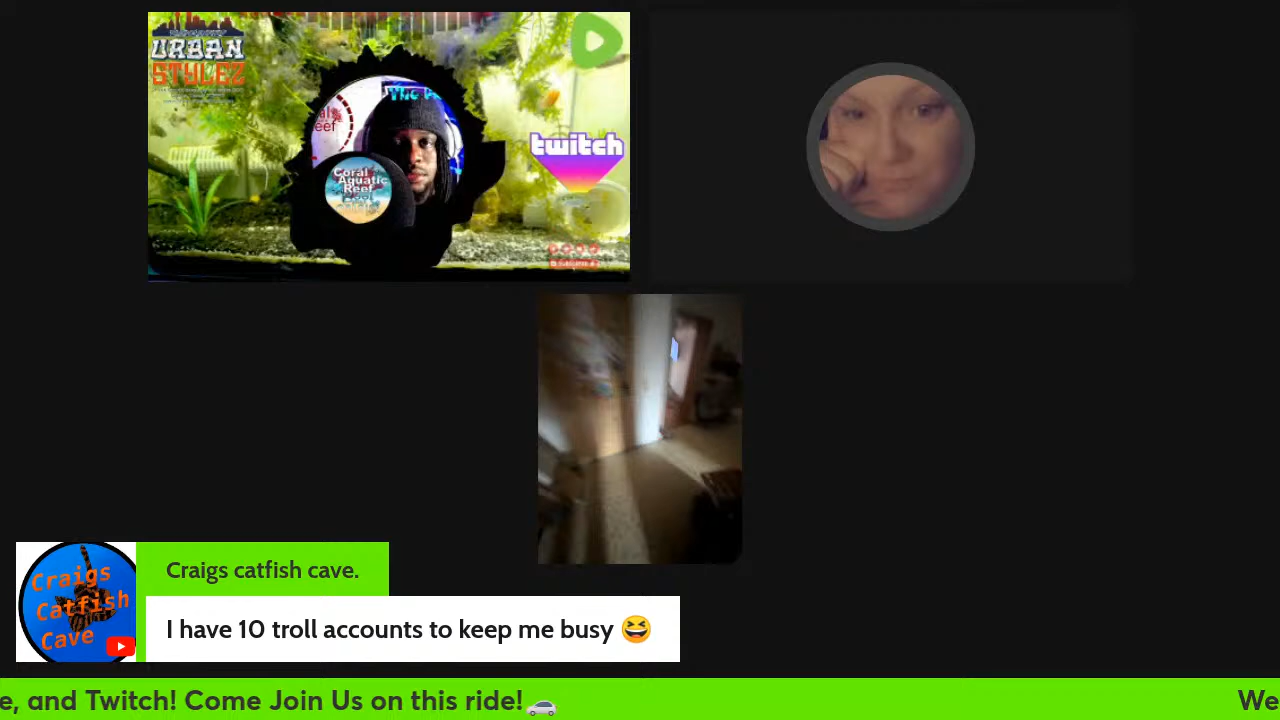 URBAN
STYLEZ
The
Coral
Aquatic
Reef
twitch
Craigs
Catfish
Cave
Craigs catfish cave.
I have 10 troll accounts to keep me busy 😆
e, and Twitch! Come Join Us on this ride!🚗
We